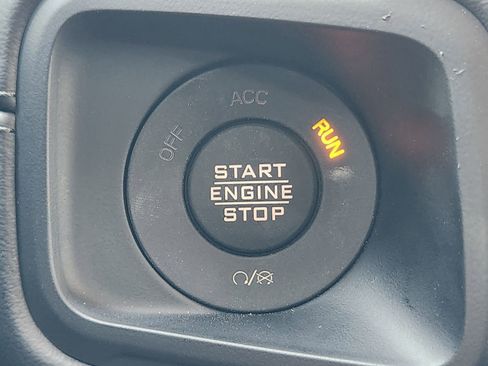 ACC
OFF
RUN
START
ENGINE
STOP